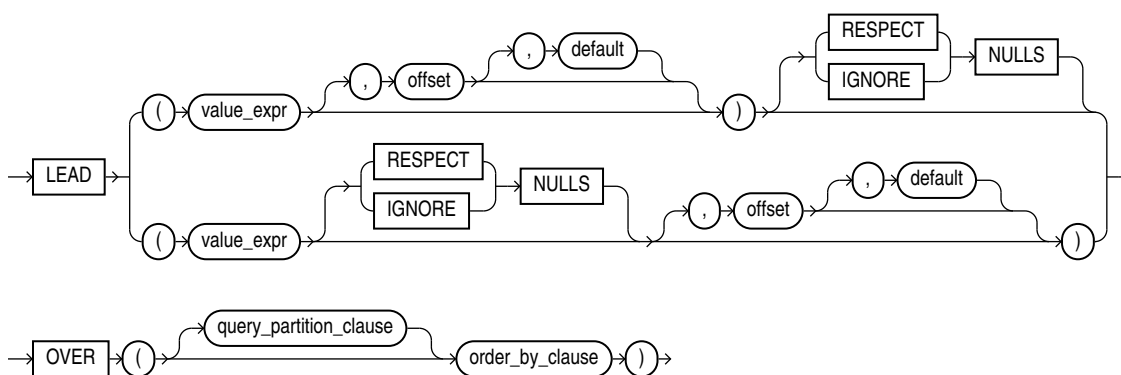 , default RESPECT
, offset IGNORE NULLS
( value_expr )
LEAD
RESPECT , default
IGNORE NULLS , offset
( value_expr )
query_partition_clause
OVER ( order_by_clause )